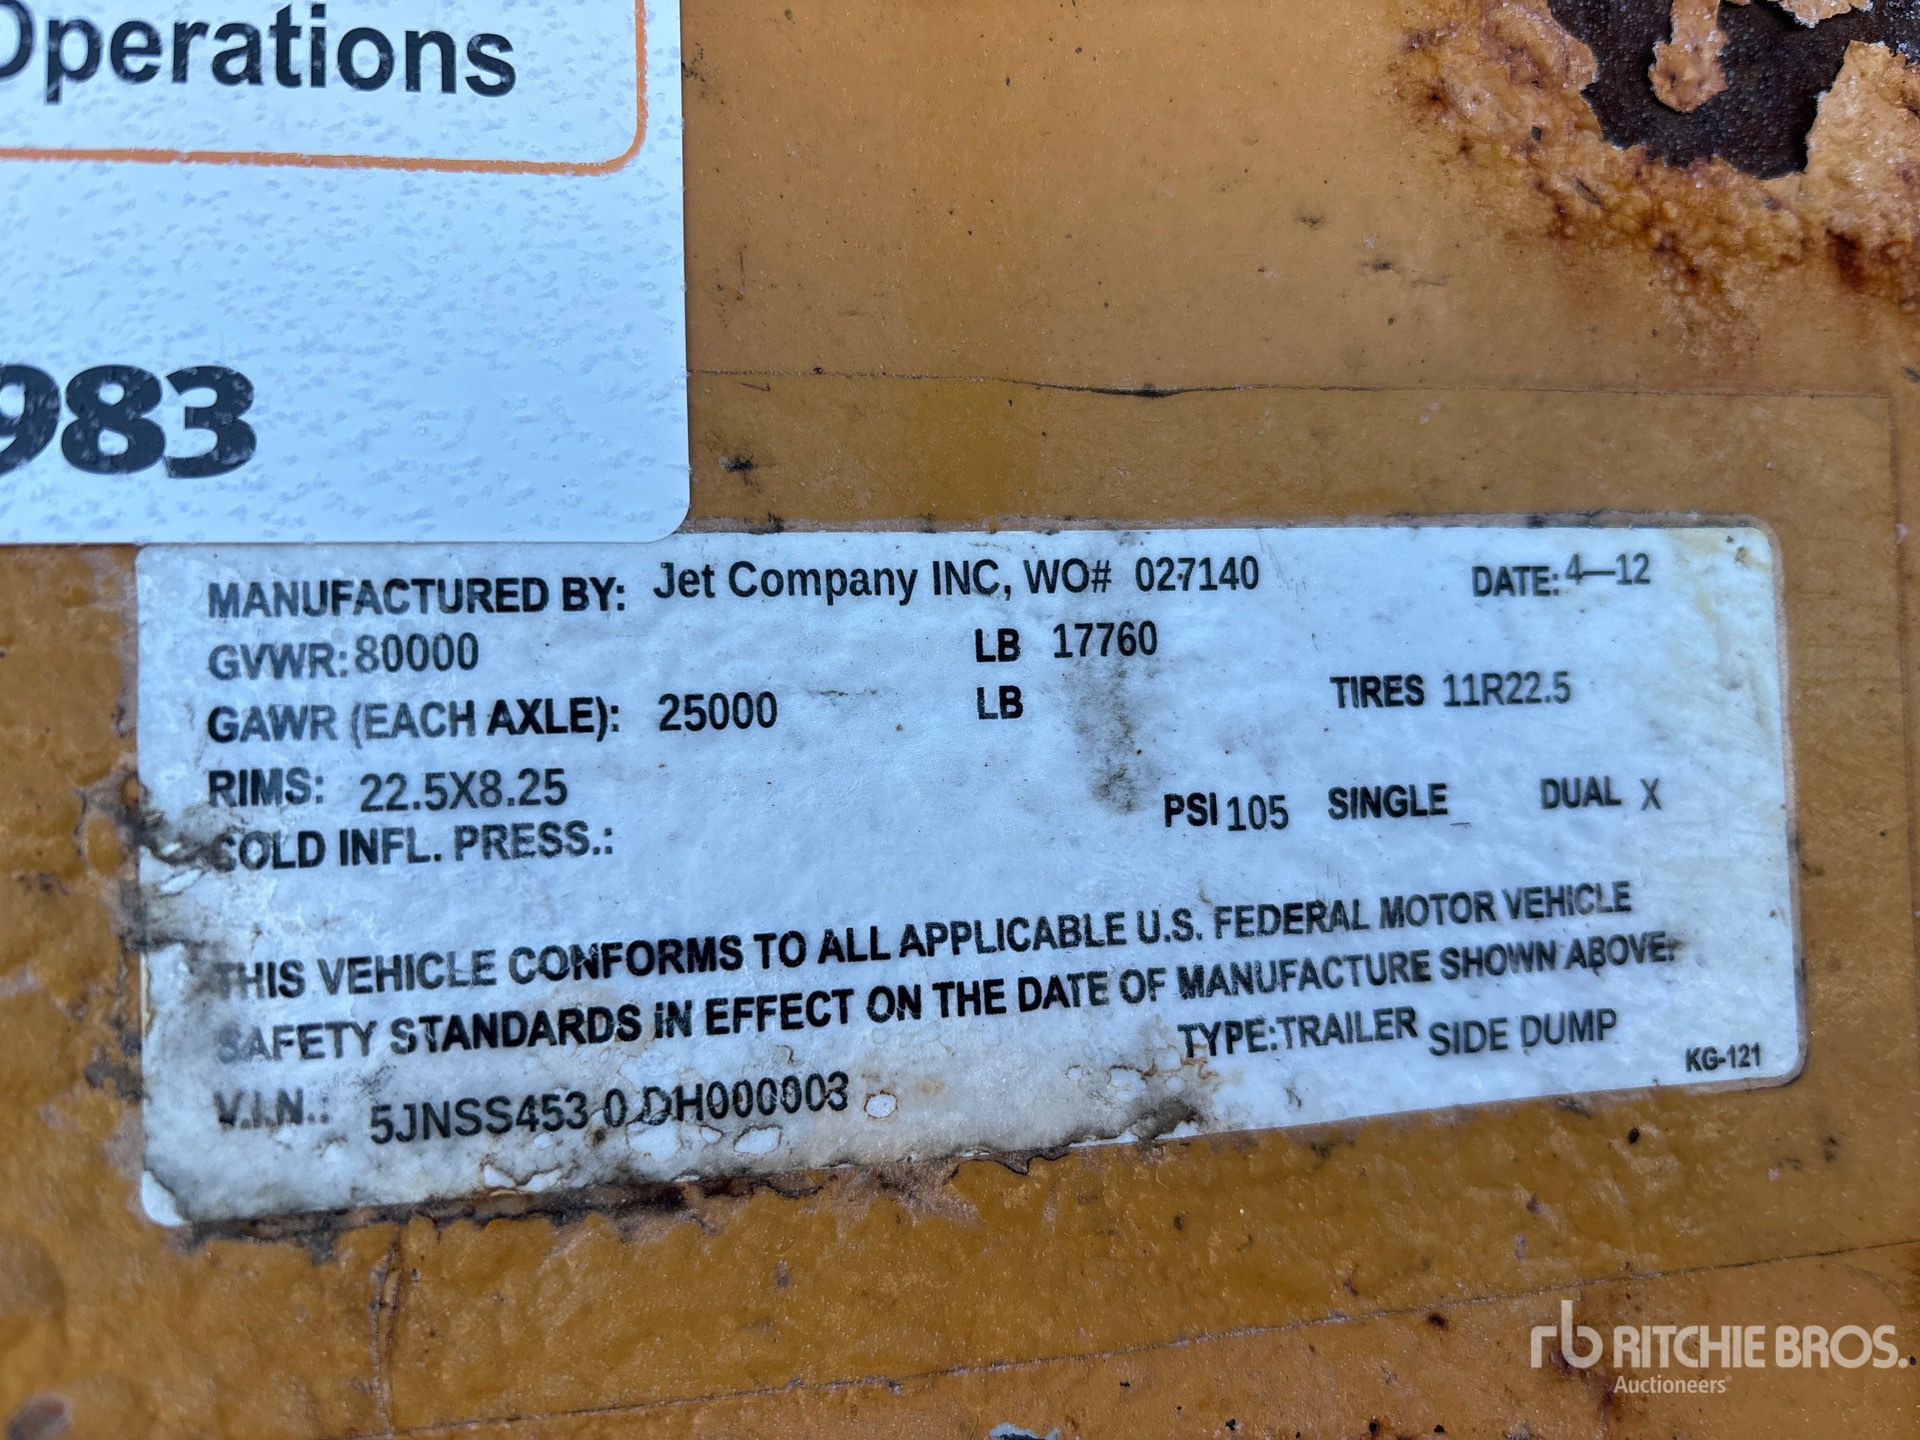 Operations
983
MANUFACTURED BY: Jet Company INC, WO# 027140 DATE: 4—12
GVWR: 80000 LB 17760
GAWR (EACH AXLE): 25000 LB TIRES 11R22.5
RIMS: 22.5X8.25
COLD INFL. PRESS.: PSI 105 SINGLE _ DUAL X
THIS VEHICLE CONFORMS TO ALL APPLICABLE U.S. FEDERAL MOTOR VEHICLE
SAFETY STANDARDS IN EFFECT ON THE DATE OF MANUFACTURE SHOWN ABOVE.
V.I.N.: 5JNSS453 0 DH000003 TYPE: TRAILER SIDE DUMP
KG-121
rb RITCHIE BROS.
Auctioneers